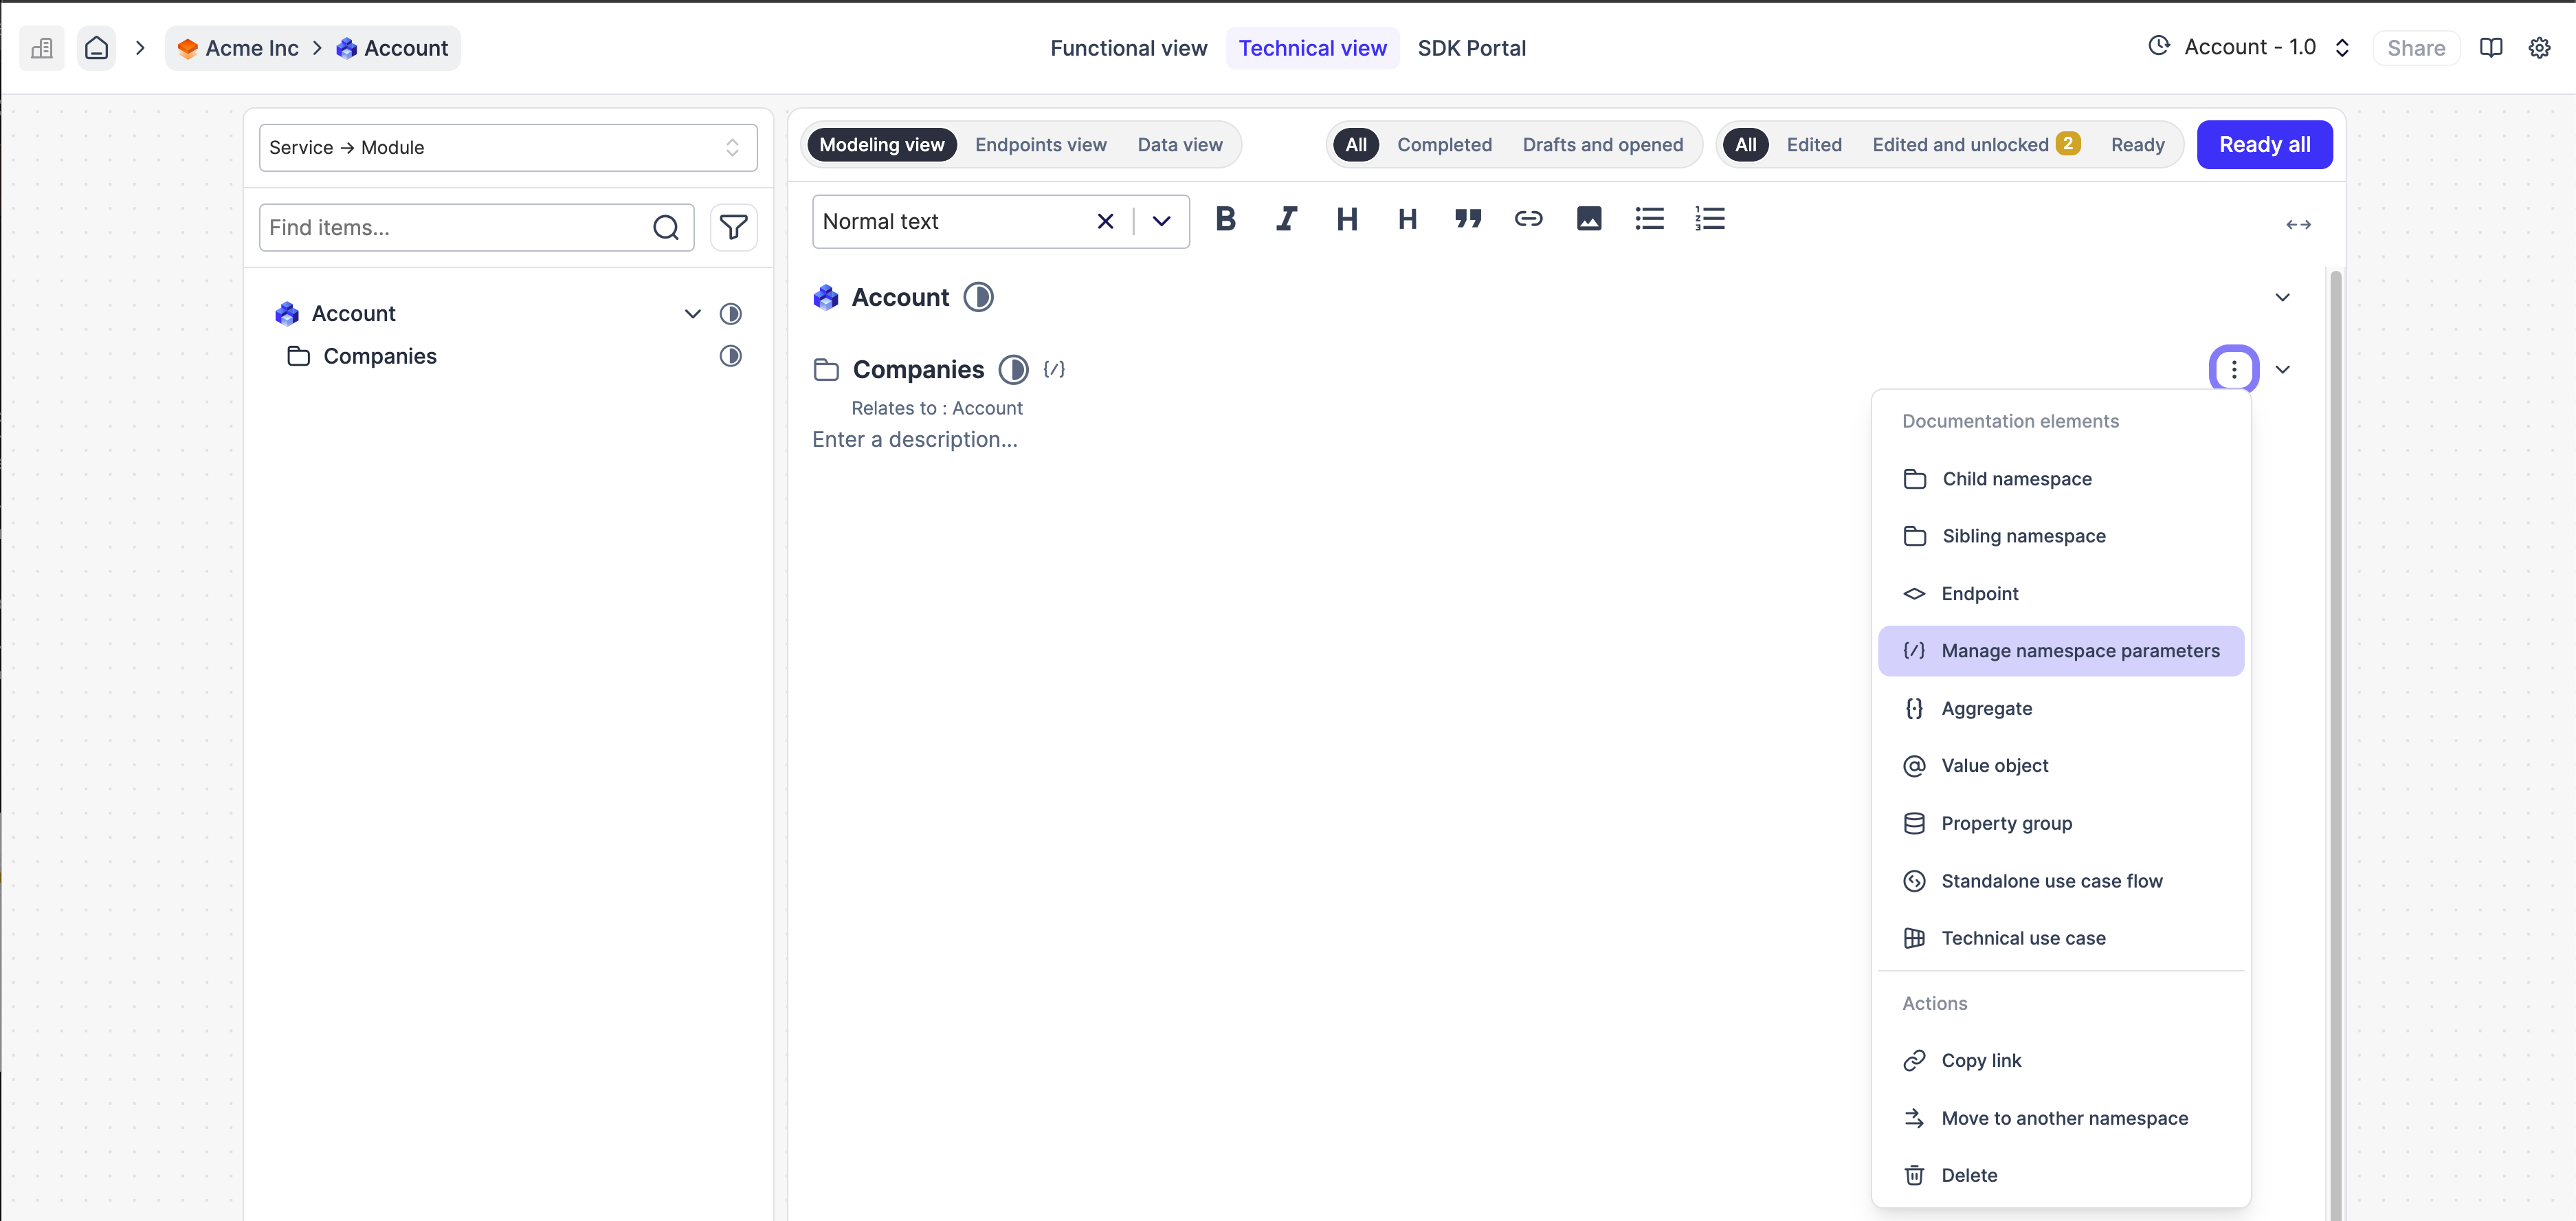 Acme Inc > Account
Functional view
Technical view
SDK Portal
Account - 1.0
Share
Service → Module
Find items...
Account
Companies
Modeling view
Endpoints view
Data view
All
Completed
Drafts and opened
All
Edited
Edited and unlocked 2
Ready
Ready all
Normal text
B I H H
Account
Companies {/}
Relates to : Account
Enter a description...
Documentation elements
Child namespace
Sibling namespace
Endpoint
{/} Manage namespace parameters
Aggregate
Value object
Property group
Standalone use case flow
Technical use case
Actions
Copy link
Move to another namespace
Delete